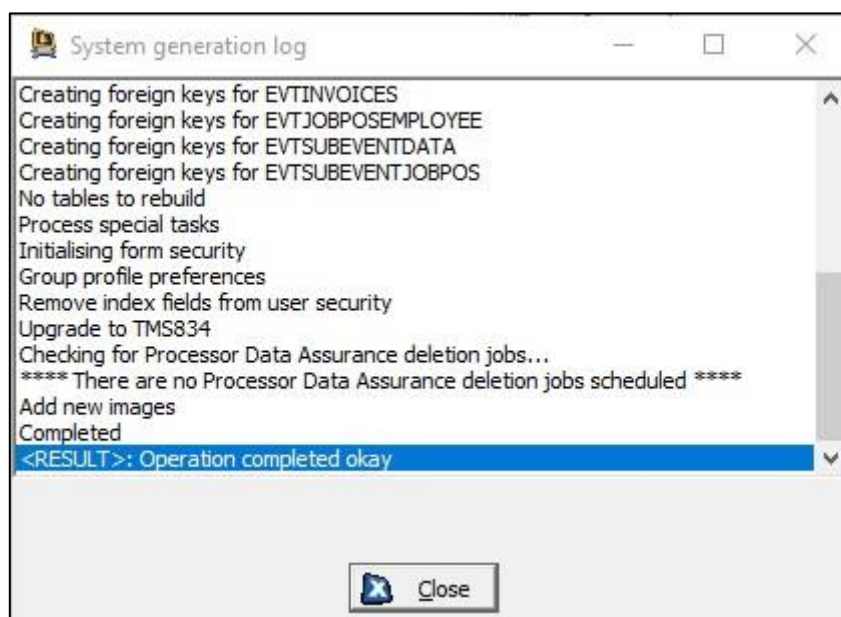 System generation log
Creating foreign keys for EVTINVOICES
Creating foreign keys for EVTJOBPOSEMPLOYEE
Creating foreign keys for EVTSUBEVENTDATA
Creating foreign keys for EVTSUBEVENTJOBPOS
No tables to rebuild
Process special tasks
Initialising form security
Group profile preferences
Remove index fields from user security
Upgrade to TMS834
Checking for Processor Data Assurance deletion jobs...
**** There are no Processor Data Assurance deletion jobs scheduled ****
Add new images
Completed
<RESULT>: Operation completed okay
Close